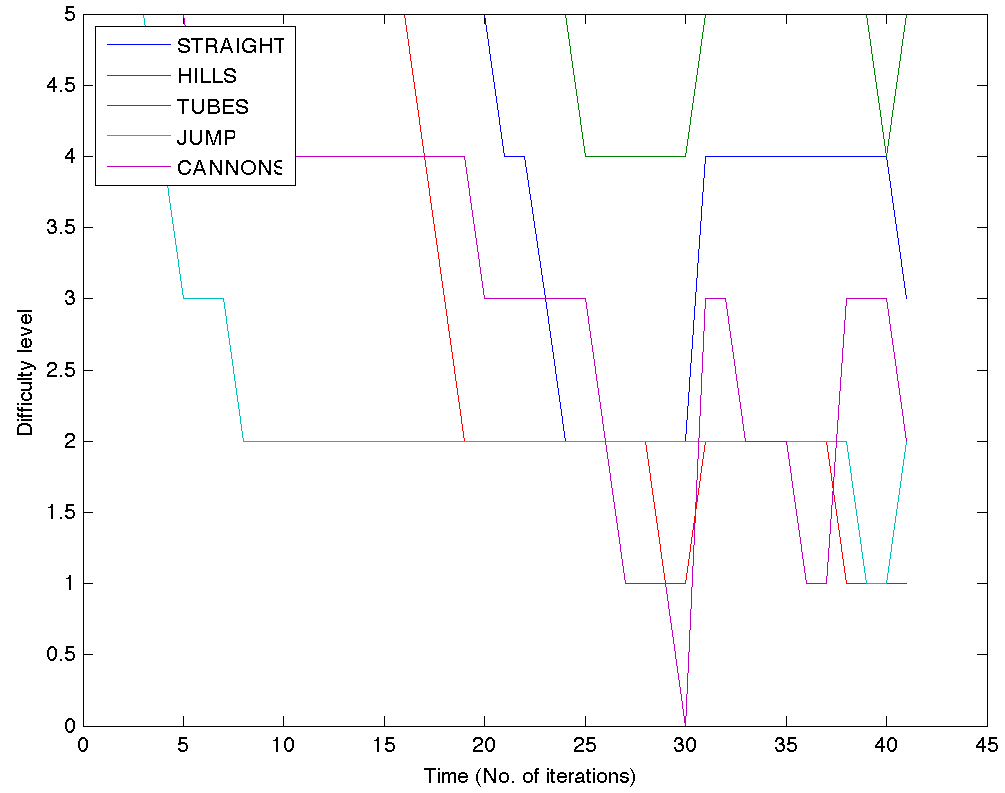 5
4.5
4
3.5
3
2.5
2
1.5
1
0.5
0
STRAIGHT
HILLS
TUBES
JUMP
CANNONS
Difficulty level
0 5 10 15 20 25 30 35 40 45
Time (No. of iterations)